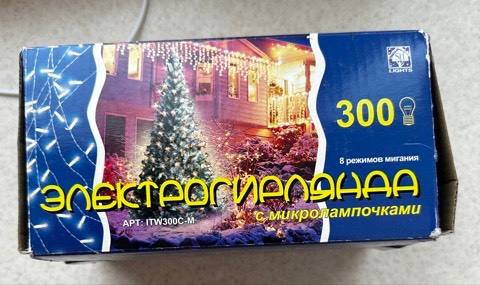 LIGHTS
300
8 режимов мигания
ЭЛЕКТРОГИРЛЯНДА
с микролампочками
АРТ: ITW300C-M